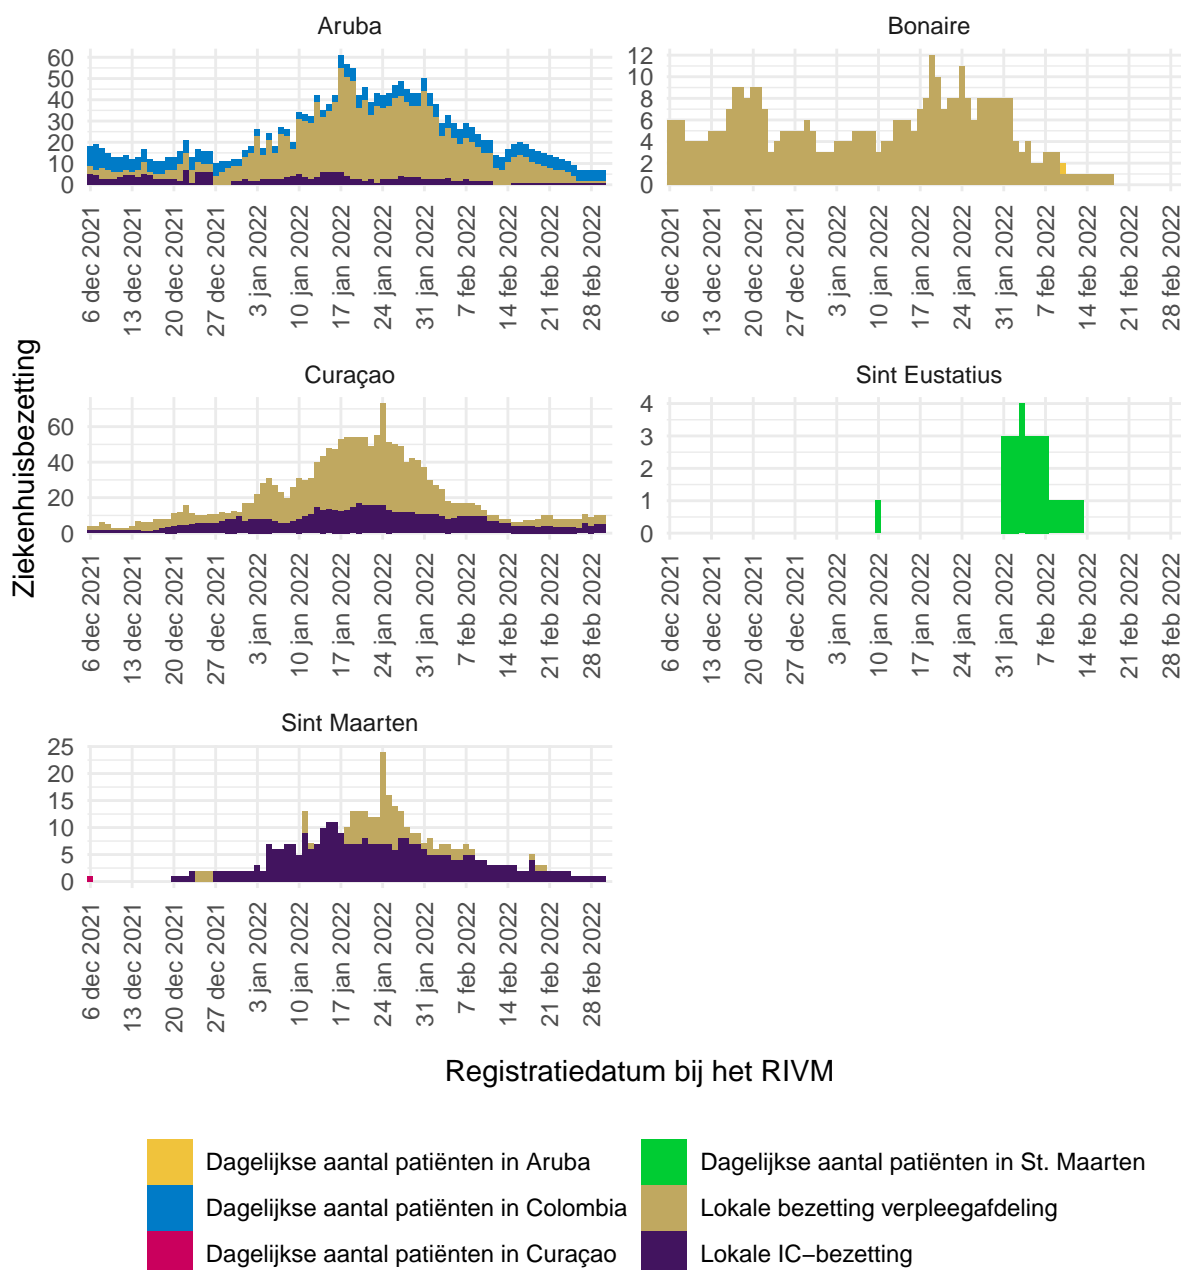 Aruba
60
50
40
30
20
10
0
6 dec 2021
13 dec 2021
20 dec 2021
27 dec 2021
3 jan 2022
10 jan 2022
17 jan 2022
24 jan 2022
31 jan 2022
7 feb 2022
14 feb 2022
21 feb 2022
28 feb 2022
Bonaire
12
10
8
6
4
2
0
6 dec 2021
13 dec 2021
20 dec 2021
27 dec 2021
3 jan 2022
10 jan 2022
17 jan 2022
24 jan 2022
31 jan 2022
7 feb 2022
14 feb 2022
21 feb 2022
28 feb 2022
Ziekenhuisbezetting
Curaçao
60
40
20
0
6 dec 2021
13 dec 2021
20 dec 2021
27 dec 2021
3 jan 2022
10 jan 2022
17 jan 2022
24 jan 2022
31 jan 2022
7 feb 2022
14 feb 2022
21 feb 2022
28 feb 2022
Sint Eustatius
4
3
2
1
0
6 dec 2021
13 dec 2021
20 dec 2021
27 dec 2021
3 jan 2022
10 jan 2022
17 jan 2022
24 jan 2022
31 jan 2022
7 feb 2022
14 feb 2022
21 feb 2022
28 feb 2022
Sint Maarten
25
20
15
10
5
0
6 dec 2021
13 dec 2021
20 dec 2021
27 dec 2021
3 jan 2022
10 jan 2022
17 jan 2022
24 jan 2022
31 jan 2022
7 feb 2022
14 feb 2022
21 feb 2022
28 feb 2022
Registratiedatum bij het RIVM
Dagelijkse aantal patiënten in Aruba
Dagelijkse aantal patiënten in Colombia
Dagelijkse aantal patiënten in Curaçao
Dagelijkse aantal patiënten in St. Maarten
Lokale bezetting verpleegafdeling
Lokale IC−bezetting